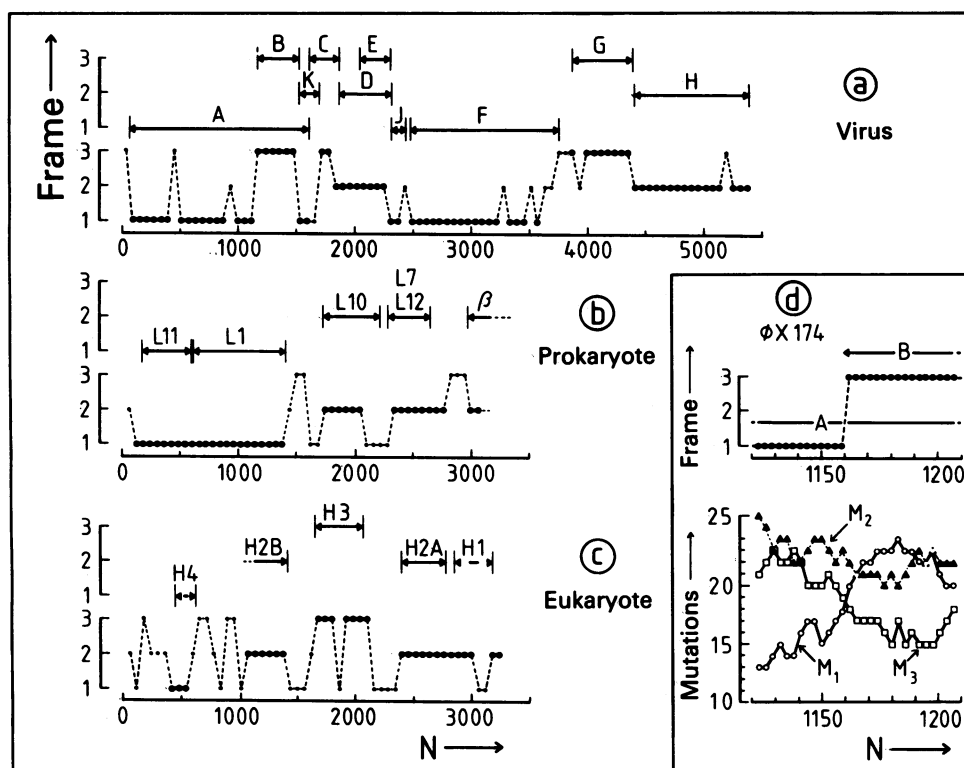 Frame
3
2
1
B C E G
K D H
A J F
ⓐ
Virus
3
2
1
0 1000 2000 3000 4000 5000
3
2
1
L7
L10 L12 β
L11 L1
ⓑ
Prokaryote
3
2
1
0 1000 2000 3000
3
2
1
H3
H2B H2A H1
H4
ⓒ
Eukaryote
3
2
1
0 1000 2000 3000
N
ⓓ
ΦX174
Frame
B
3
2
A
1
1150 1200
Mutations
25
20
15
10
M2
M1 M3
1150 1200
N